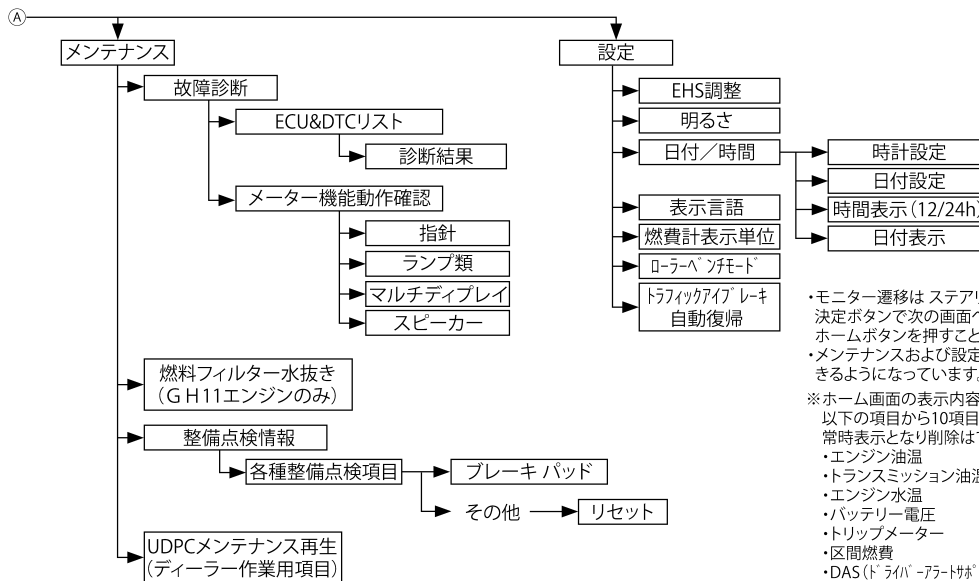 Ⓐ
メンテナンス
故障診断
ECU&DTCリスト
診断結果
メーター機能動作確認
指針
ランプ類
マルチディプレイ
スピーカー
燃料フィルター水抜き
（ＧＨ11エンジンのみ）
整備点検情報
各種整備点検項目
ブレーキ パッド
その他
リセット
UDPCメンテナンス再生
（ディーラー作業用項目）
設定
EHS調整
明るさ
日付／時間
時計設定
日付設定
時間表示（12/24h）
日付表示
表示言語
燃費計表示単位
ﾛｰﾗｰﾍﾞﾝﾁﾓｰﾄﾞ
ﾄﾗﾌｨｯｸｱｲﾌﾞﾚｰｷ
自動復帰
・モニター遷移は ステアリ
決定ボタンで次の画面へ
ホームボタンを押すこと
・メンテナンスおよび設定
きるようになっています。
※ホーム画面の表示内容
以下の項目から10項目
常時表示となり削除は
・エンジン油温
・トランスミッション油温
・エンジン水温
・バッテリー電圧
・トリップメーター
・区間燃費
・DAS（ﾄﾞﾗｲﾊﾞｰｱﾗｰﾄｻﾎﾟ